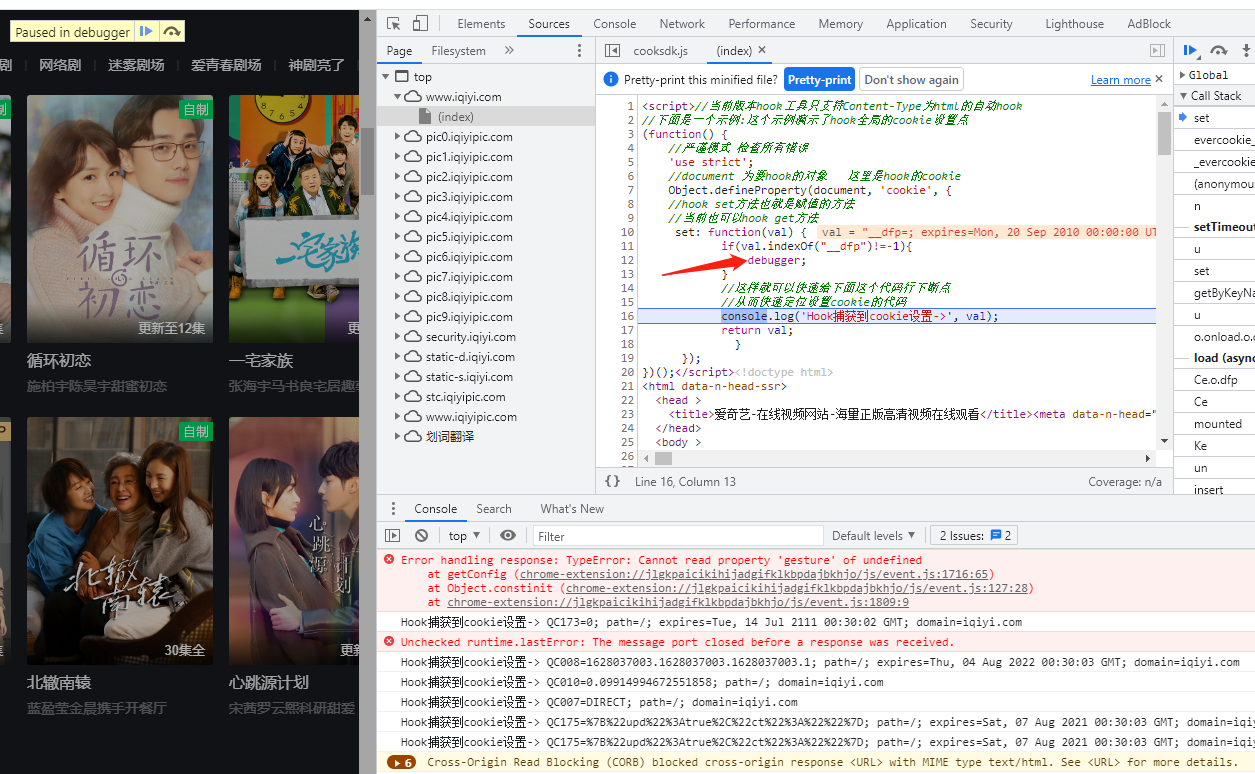 Paused in debugger
剧 网络剧 迷雾剧场 爱青春剧场 神剧亮了
制
自制
循环初恋
更新至12集
集
一宅家族
更
循环初恋
一宅家族
施柏宇陈昊宇甜蜜初恋
张海宇马书良宅居趣事
P
自制
北辙南辕
30集全
集
心跳源计划
更新
北辙南辕
心跳源计划
蓝盈莹金晨携手开餐厅
宋茜罗云熙科研甜爱
Elements Sources Console Network Performance Memory Application Security Lighthouse AdBlock
Page Filesystem »
top
www.iqiyi.com
(index)
pic0.iqiyipic.com
pic1.iqiyipic.com
pic2.iqiyipic.com
pic3.iqiyipic.com
pic4.iqiyipic.com
pic5.iqiyipic.com
pic6.iqiyipic.com
pic7.iqiyipic.com
pic8.iqiyipic.com
pic9.iqiyipic.com
security.iqiyi.com
static-d.iqiyi.com
static-s.iqiyi.com
stc.iqiyipic.com
www.iqiyipic.com
划词翻译
cooksdk.js (index) ×
Pretty-print this minified file? Pretty-print Don't show again Learn more ×
1 <script>//当前版本hook工具只支持Content-Type为html的自动hook
2 //下面是一个示例:这个示例演示了hook全局的cookie设置点
3 (function() {
4 //严谨模式 检查所有错误
5 'use strict';
6 //document 为要hook的对象 这里是hook的cookie
7 Object.defineProperty(document, 'cookie', {
8 //hook set方法也就是赋值的方法
9 //当前也可以hook get方法
10 set: function(val) { val = "__dfp=; expires=Mon, 20 Sep 2010 00:00:00 UT
11 if(val.indexOf("__dfp")!=-1){
12 debugger;
13 }
14 //这样就可以快速给下面这个代码行下断点
15 //从而快速定位设置cookie的代码
16 console.log('Hook捕获到cookie设置->', val);
17 return val;
18 }
19 });
20 })();</script><!doctype html>
21 <html data-n-head-ssr>
22 <head >
23 <title>爱奇艺-在线视频网站-海量正版高清视频在线观看</title><meta data-n-head="
24 </head>
25 <body >
26
{} Line 16, Column 13 Coverage: n/a
Global
Call Stack
set
evercookie_
_evercookie
(anonymou
n
setTimeout
u
set
getByKeyNa
u
o.onload.o.o
load (async
Ce.o.dfp
Ce
mounted
Ke
un
insert
Console Search What's New
top Filter Default levels 2 Issues: 2
Error handling response: TypeError: Cannot read property 'gesture' of undefined
at getConfig (chrome-extension://jlgkpaicikihijadgifklkbpdajbkhjo/js/event.js:1716:65)
at Object.constinit (chrome-extension://jlgkpaicikihijadgifklkbpdajbkhjo/js/event.js:127:28)
at chrome-extension://jlgkpaicikihijadgifklkbpdajbkhjo/js/event.js:1809:9
Hook捕获到cookie设置-> QC173=0; path=/; expires=Tue, 14 Jul 2111 00:30:02 GMT; domain=iqiyi.com
Unchecked runtime.lastError: The message port closed before a response was received.
Hook捕获到cookie设置-> QC008=1628037003.1628037003.1628037003.1; path=/; expires=Thu, 04 Aug 2022 00:30:03 GMT; domain=iqiyi.com
Hook捕获到cookie设置-> QC010=0.09914994672551858; path=/; domain=iqiyi.com
Hook捕获到cookie设置-> QC007=DIRECT; path=/; domain=iqiyi.com
Hook捕获到cookie设置-> QC175=%7B%22upd%22%3Atrue%2C%22ct%22%3A%22%22%7D; path=/; expires=Sat, 07 Aug 2021 00:30:03 GMT; domain=iqiy
Hook捕获到cookie设置-> QC175=%7B%22upd%22%3Atrue%2C%22ct%22%3A%22%22%7D; path=/; expires=Sat, 07 Aug 2021 00:30:03 GMT; domain=iqiy
6 Cross-Origin Read Blocking (CORB) blocked cross-origin response <URL> with MIME type text/html. See <URL> for more details.